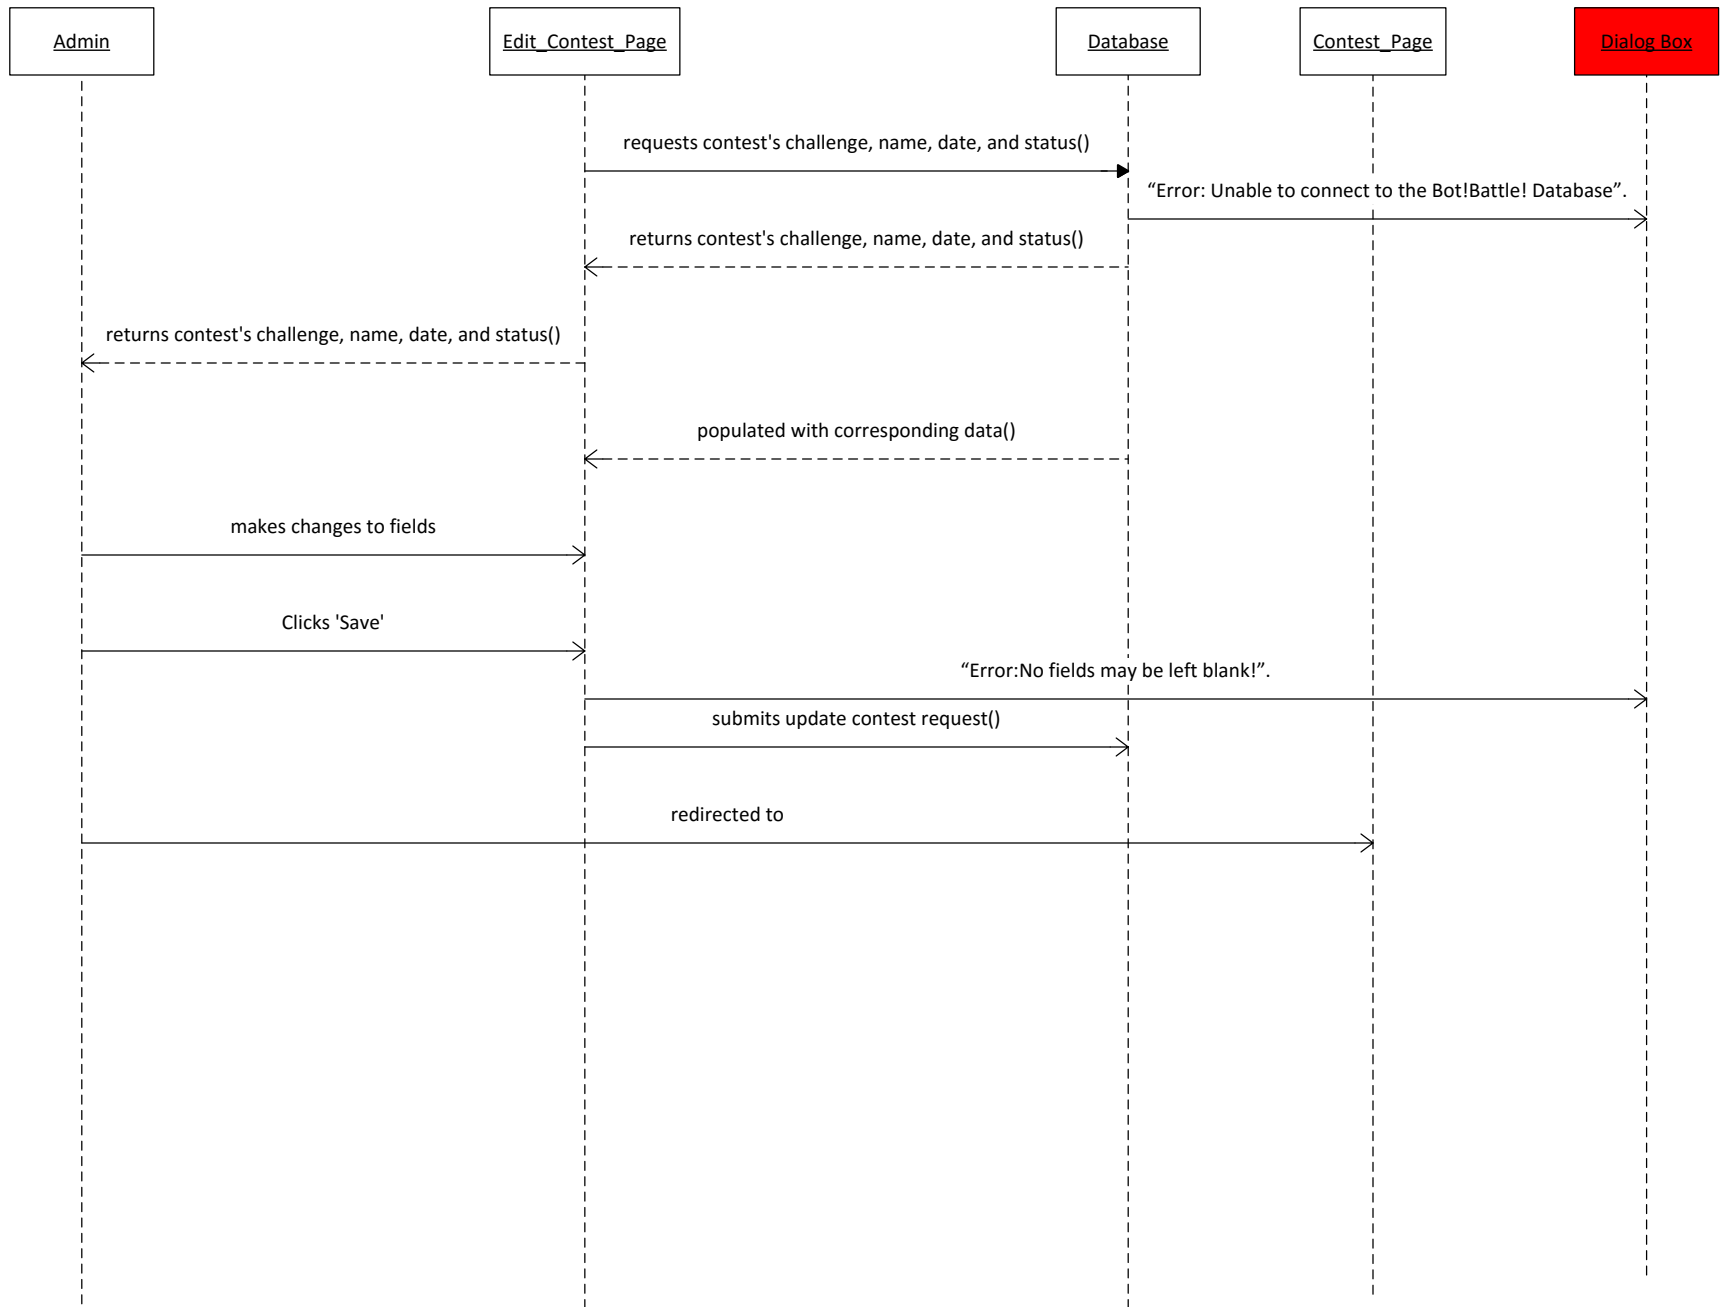 Admin
Edit_Contest_Page
Database
Contest_Page
Dialog Box
requests contest's challenge, name, date, and status()
“Error: Unable to connect to the Bot!Battle! Database”.
returns contest's challenge, name, date, and status()
returns contest's challenge, name, date, and status()
populated with corresponding data()
makes changes to fields
Clicks 'Save'
“Error:No fields may be left blank!”.
submits update contest request()
redirected to